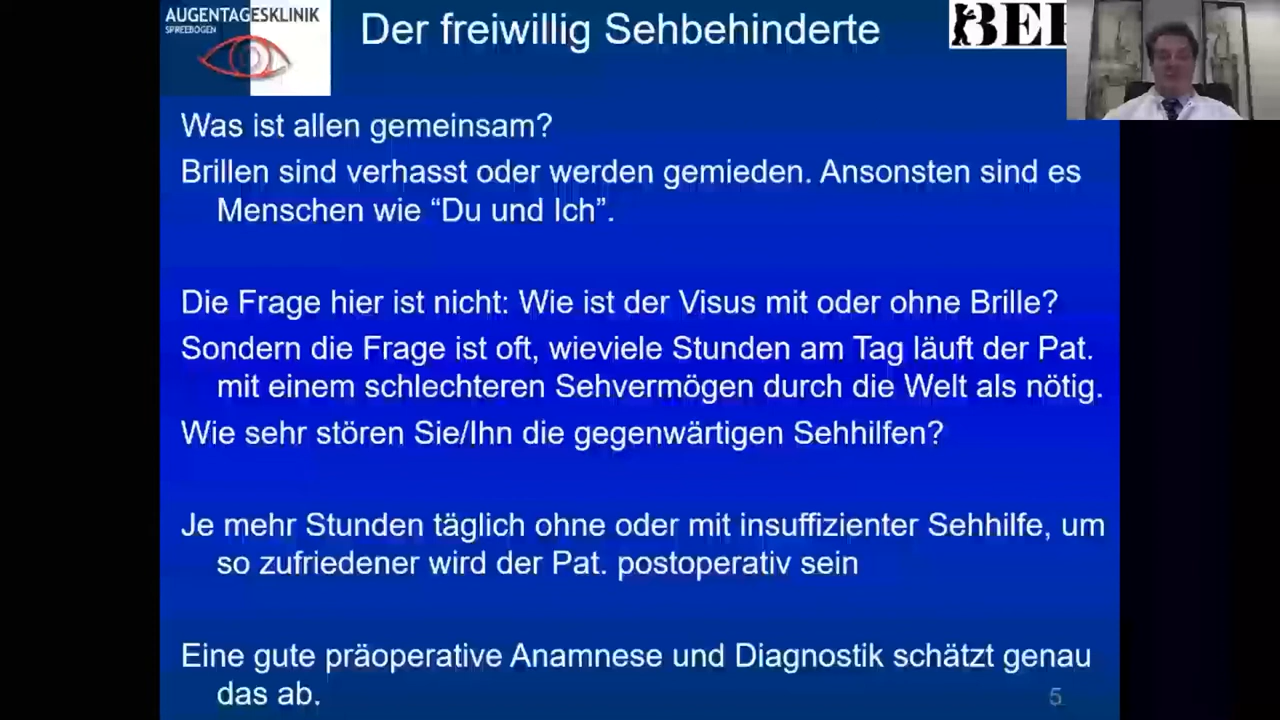 AUGENTAGESKLINIK
SPREEBOGEN
Der freiwillig Sehbehinderte
Was ist allen gemeinsam?
Brillen sind verhasst oder werden gemieden. Ansonsten sind es
Menschen wie “Du und Ich”.
Die Frage hier ist nicht: Wie ist der Visus mit oder ohne Brille?
Sondern die Frage ist oft, wieviele Stunden am Tag läuft der Pat.
mit einem schlechteren Sehvermögen durch die Welt als nötig.
Wie sehr stören Sie/Ihn die gegenwärtigen Sehhilfen?
Je mehr Stunden täglich ohne oder mit insuffizienter Sehhilfe, um
so zufriedener wird der Pat. postoperativ sein
Eine gute präoperative Anamnese und Diagnostik schätzt genau
das ab.
5